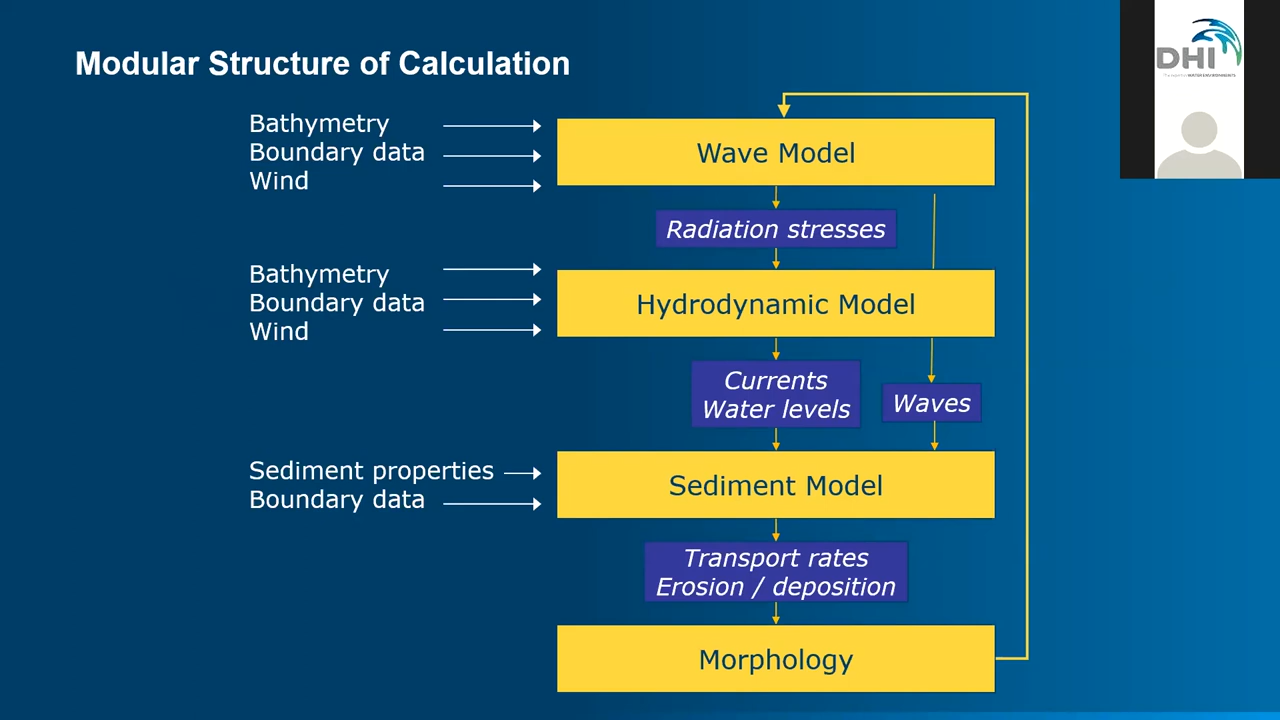 Modular Structure of Calculation
DHI
Bathymetry
Boundary data
Wind
Wave Model
Radiation stresses
Bathymetry
Boundary data
Wind
Hydrodynamic Model
Currents
Water levels
Waves
Sediment properties
Boundary data
Sediment Model
Transport rates
Erosion / deposition
Morphology